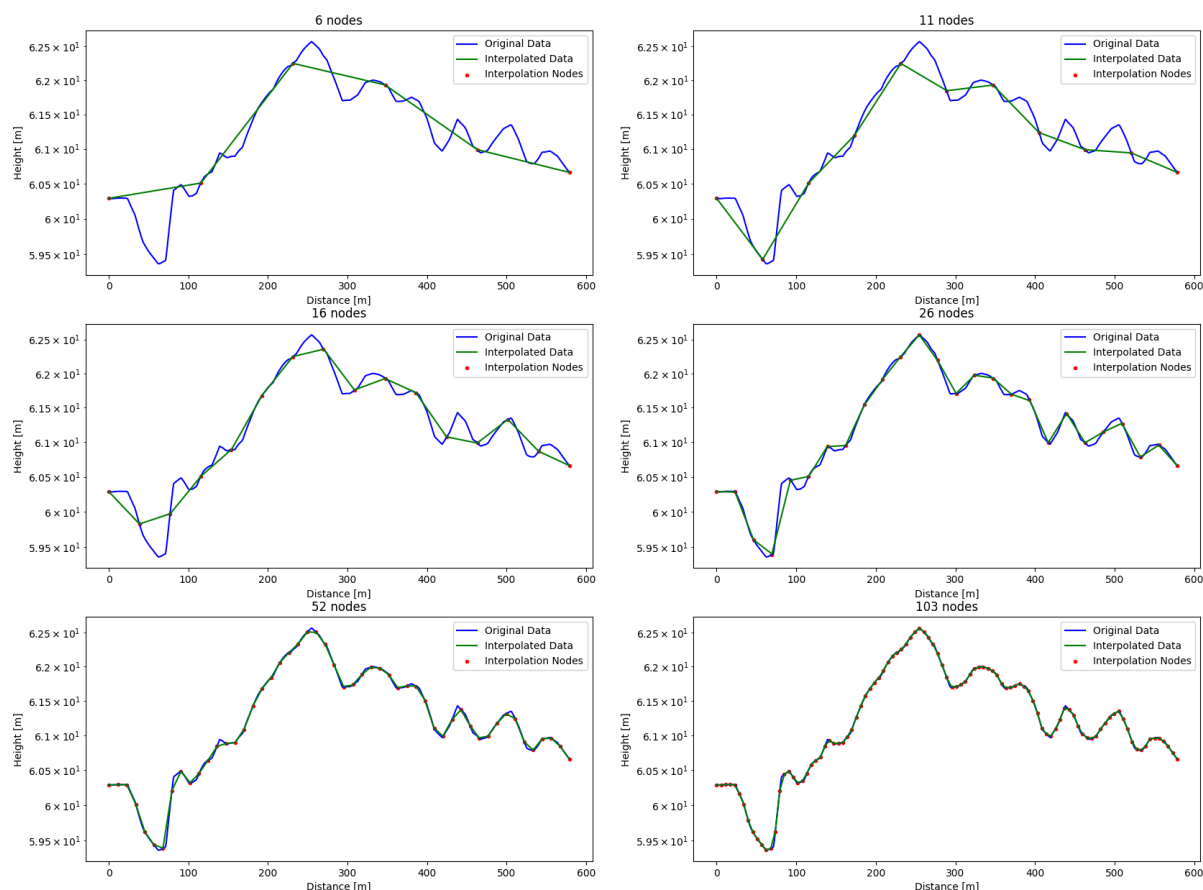 6 nodes
Height [m]
6.25 × 10¹
6.2 × 10¹
6.15 × 10¹
6.1 × 10¹
6.05 × 10¹
6 × 10¹
5.95 × 10¹
Original Data
Interpolated Data
Interpolation Nodes
0 100 200 300 400 500 600
Distance [m]
11 nodes
Height [m]
6.25 × 10¹
6.2 × 10¹
6.15 × 10¹
6.1 × 10¹
6.05 × 10¹
6 × 10¹
5.95 × 10¹
Original Data
Interpolated Data
Interpolation Nodes
0 100 200 300 400 500 600
Distance [m]
16 nodes
Height [m]
6.25 × 10¹
6.2 × 10¹
6.15 × 10¹
6.1 × 10¹
6.05 × 10¹
6 × 10¹
5.95 × 10¹
Original Data
Interpolated Data
Interpolation Nodes
0 100 200 300 400 500 600
Distance [m]
26 nodes
Height [m]
6.25 × 10¹
6.2 × 10¹
6.15 × 10¹
6.1 × 10¹
6.05 × 10¹
6 × 10¹
5.95 × 10¹
Original Data
Interpolated Data
Interpolation Nodes
0 100 200 300 400 500 600
Distance [m]
52 nodes
Height [m]
6.25 × 10¹
6.2 × 10¹
6.15 × 10¹
6.1 × 10¹
6.05 × 10¹
6 × 10¹
5.95 × 10¹
Original Data
Interpolated Data
Interpolation Nodes
0 100 200 300 400 500 600
Distance [m]
103 nodes
Height [m]
6.25 × 10¹
6.2 × 10¹
6.15 × 10¹
6.1 × 10¹
6.05 × 10¹
6 × 10¹
5.95 × 10¹
Original Data
Interpolated Data
Interpolation Nodes
0 100 200 300 400 500 600
Distance [m]